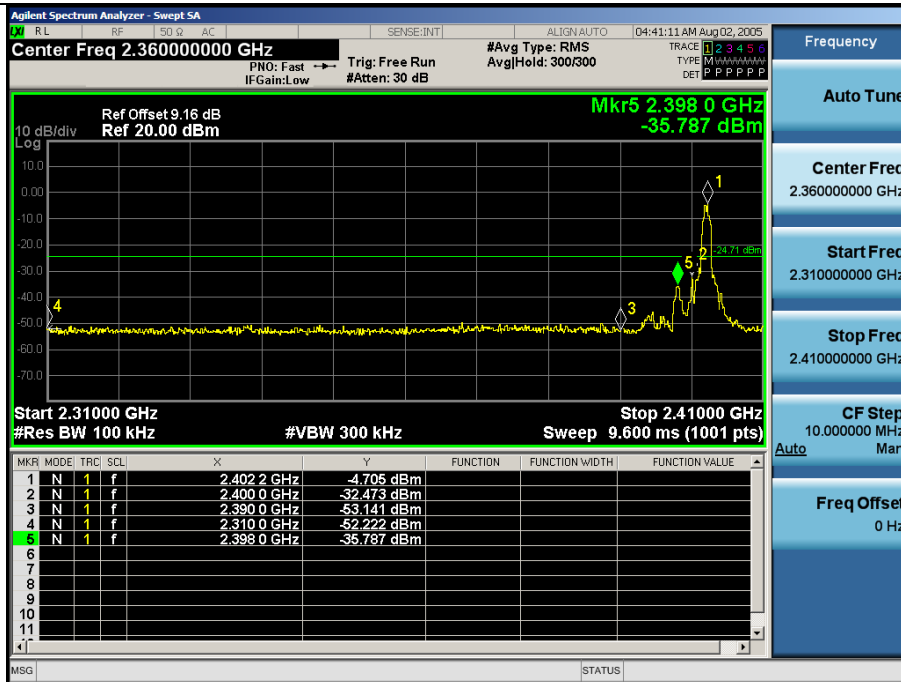 Agilent Spectrum Analyzer - Swept SA
LXI RL RF 50 Ω AC SENSE:INT ALIGN AUTO 04:41:11 AM Aug 02, 2005
Center Freq 2.360000000 GHz
PNO: Fast
IFGain:Low
Trig: Free Run
#Atten: 30 dB
#Avg Type: RMS
Avg|Hold: 300/300
TRACE 1 2 3 4 5 6
TYPE M WWWWW
DET P P P P P P
Ref Offset 9.16 dB
Ref 20.00 dBm
10 dB/div
Log
Mkr5 2.398 0 GHz
-35.787 dBm
10.0
0.00
-10.0
-20.0
-30.0
-40.0
-50.0
-60.0
-70.0
1
-24.71 dBm
5
2
4
3
Start 2.31000 GHz Stop 2.41000 GHz
#Res BW 100 kHz #VBW 300 kHz Sweep 9.600 ms (1001 pts)
MKR MODE TRC SCL X Y FUNCTION FUNCTION WIDTH FUNCTION VALUE
1 N 1 f 2.402 2 GHz -4.705 dBm
2 N 1 f 2.400 0 GHz -32.473 dBm
3 N 1 f 2.390 0 GHz -53.141 dBm
4 N 1 f 2.310 0 GHz -52.222 dBm
5 N 1 f 2.398 0 GHz -35.787 dBm
6
7
8
9
10
11
MSG STATUS
Frequency
Auto Tune
Center Freq
2.360000000 GHz
Start Freq
2.310000000 GHz
Stop Freq
2.410000000 GHz
CF Step
10.000000 MHz
Auto Man
Freq Offset
0 Hz